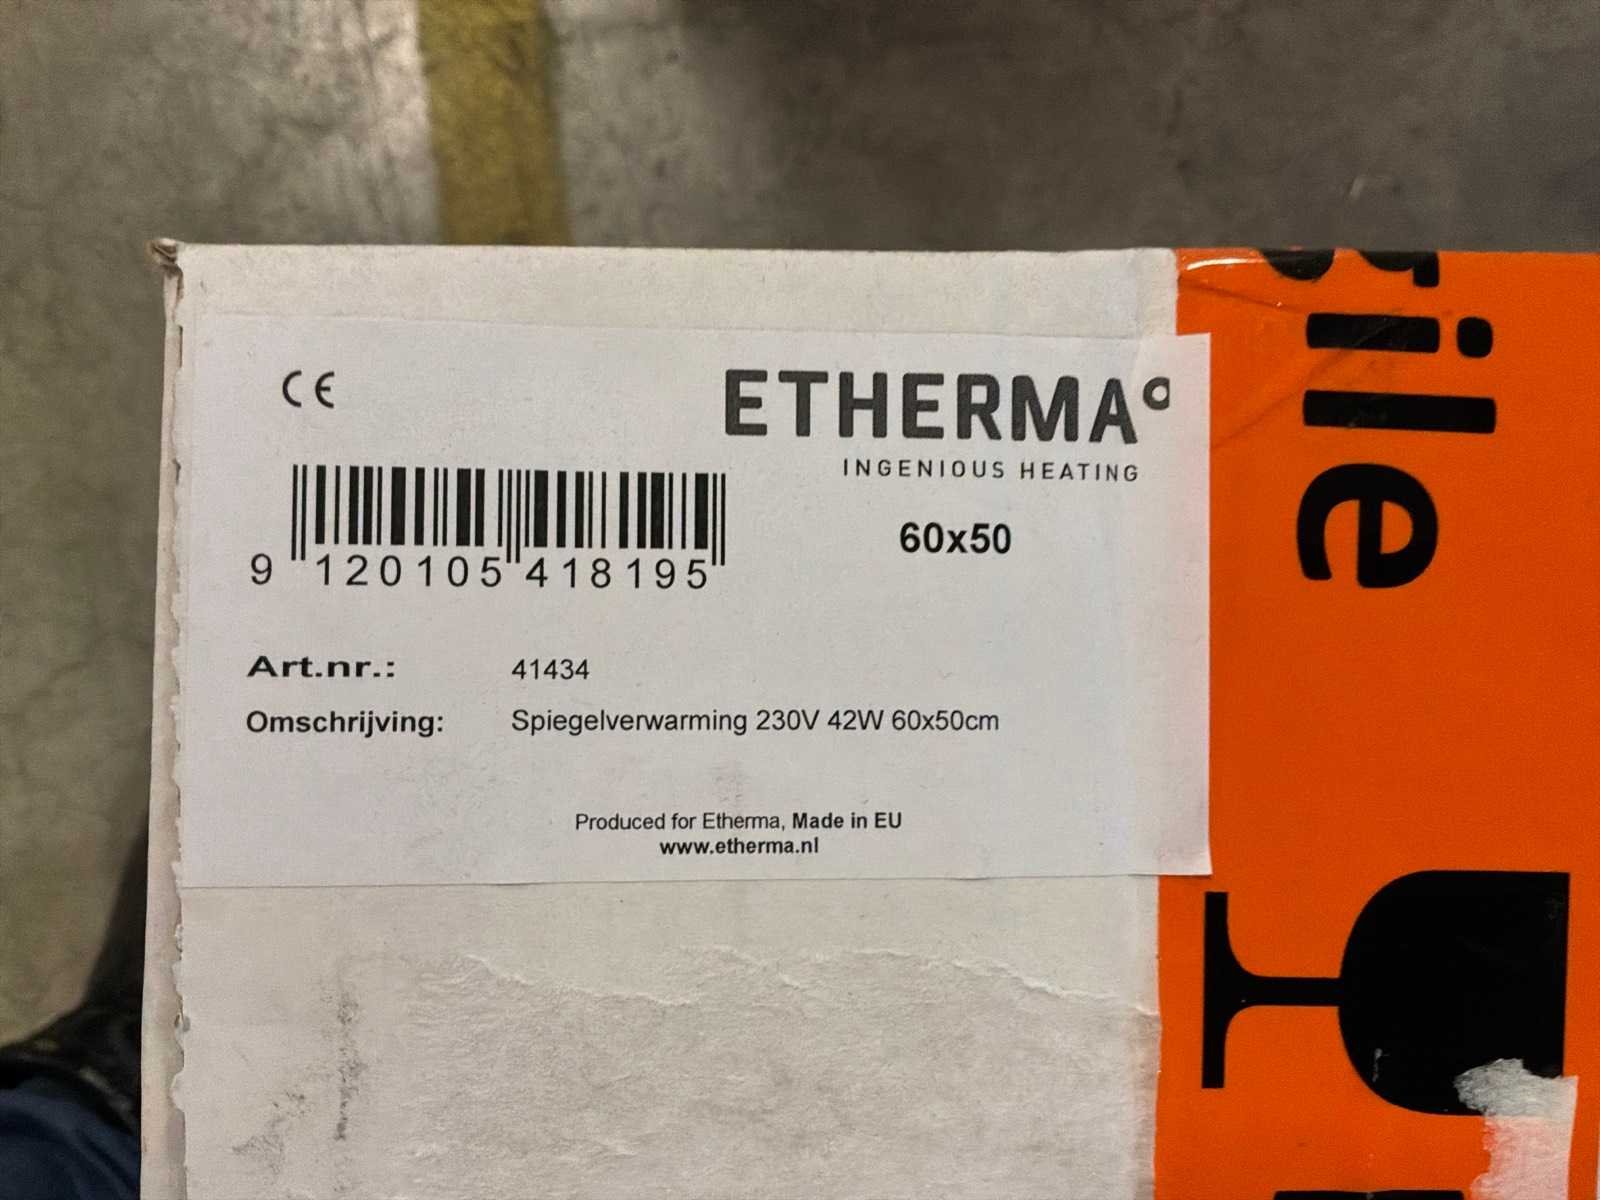 CE
ETHERMA
INGENIOUS HEATING
60x50
9 120105 418195
Art.nr.: 41434
Omschrijving: Spiegelverwarming 230V 42W 60x50cm
Produced for Etherma, Made in EU
www.etherma.nl